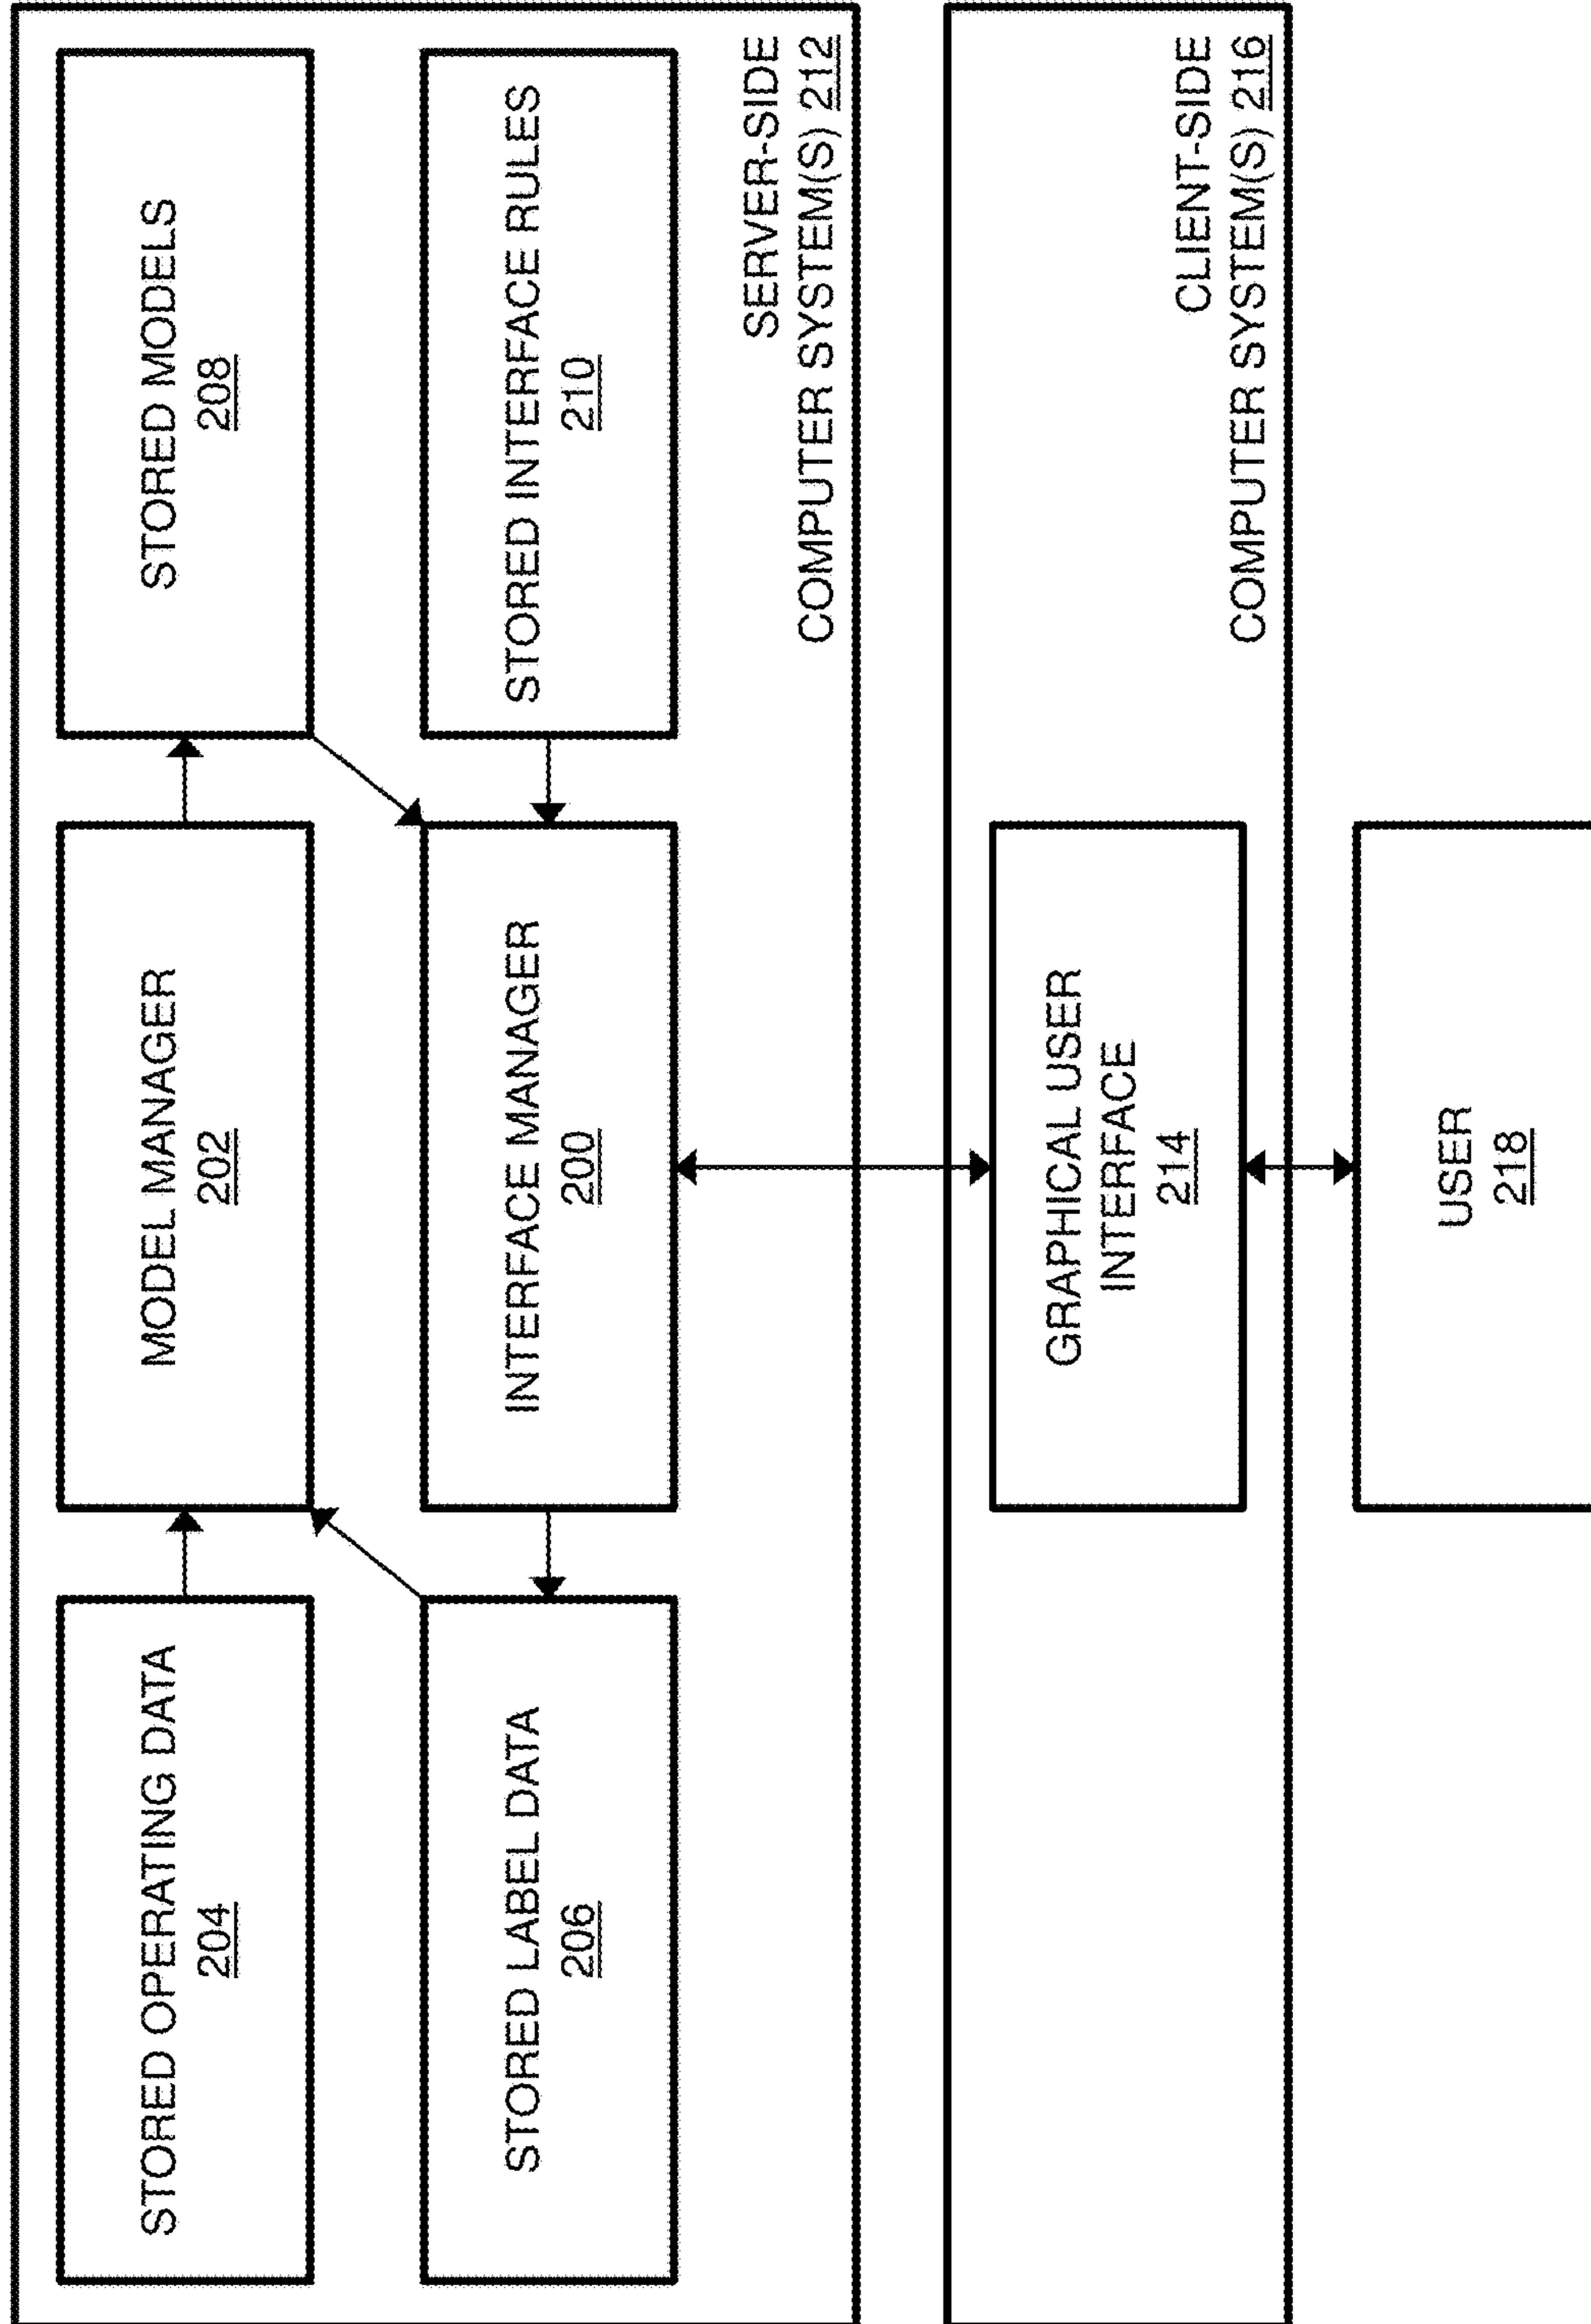 STORED OPERATING DATA
204
MODEL MANAGER
202
STORED MODELS
208
STORED LABEL DATA
206
INTERFACE MANAGER
200
STORED INTERFACE RULES
210
SERVER-SIDE
COMPUTER SYSTEM(S) 212
GRAPHICAL USER
INTERFACE
214
CLIENT-SIDE
COMPUTER SYSTEM(S) 216
USER
218